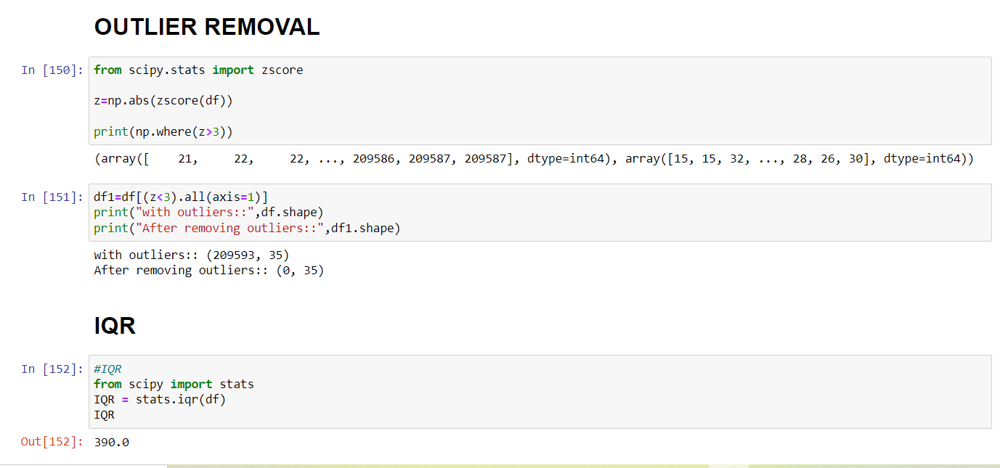 OUTLIER REMOVAL
In [150]: from scipy.stats import zscore
z=np.abs(zscore(df))
print(np.where(z>3))
(array([    21,     22,     22, ..., 209586, 209587, 209587], dtype=int64), array([15, 15, 32, ..., 28, 26, 30], dtype=int64))
In [151]: df1=df[(z<3).all(axis=1)]
print("with outliers::",df.shape)
print("After removing outliers::",df1.shape)
with outliers:: (209593, 35)
After removing outliers:: (0, 35)
IQR
In [152]: #IQR
from scipy import stats
IQR = stats.iqr(df)
IQR
Out[152]: 390.0